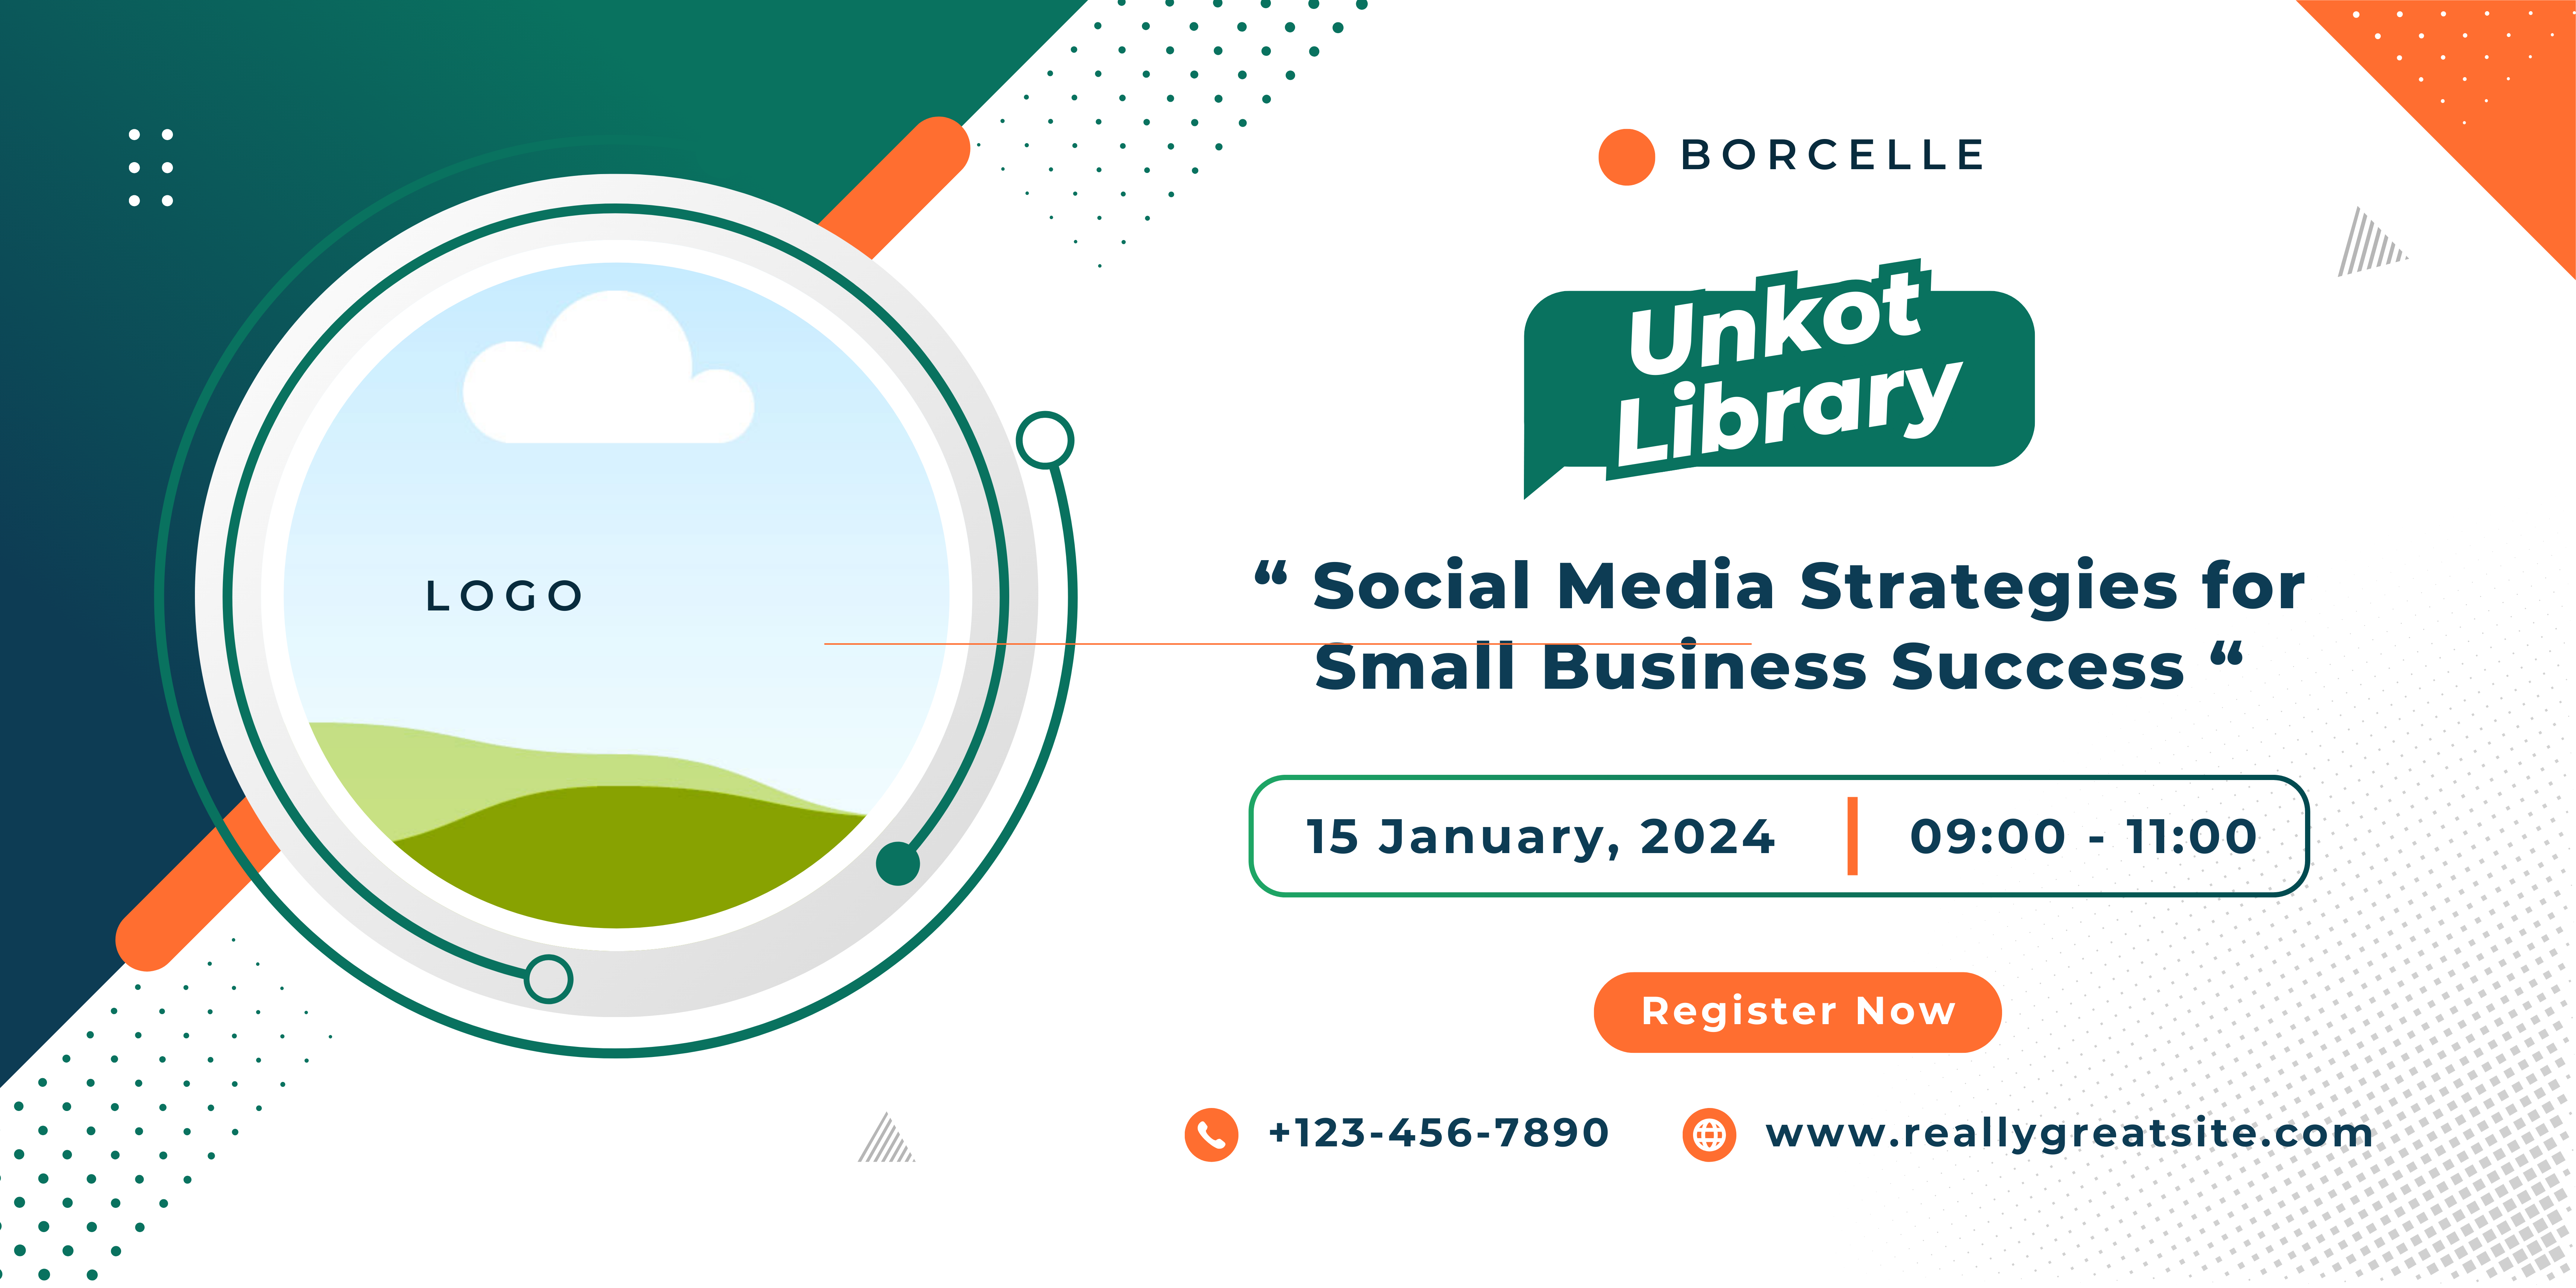 BORCELLE
Unkot
Library
LOGO
“ Social Media Strategies for
Small Business Success “
15 January, 2024
09:00 - 11:00
Register Now
+123-456-7890
www.reallygreatsite.com